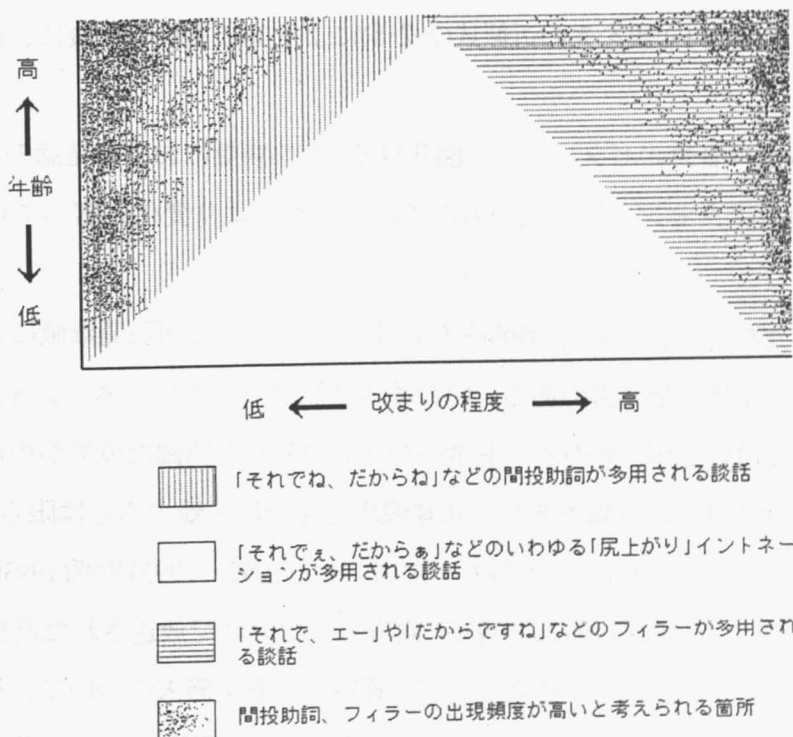 高
年齢
低
低 ← 改まりの程度 → 高
「それでね、だからね」などの間投助詞が多用される談話
「それでぇ、だからぁ」などのいわゆる「尻上がり」イントネー
ションが多用される談話
「それで、エー」や「だからですね」などのフィラーが多用され
る談話
間投助詞、フィラーの出現頻度が高いと考えられる箇所